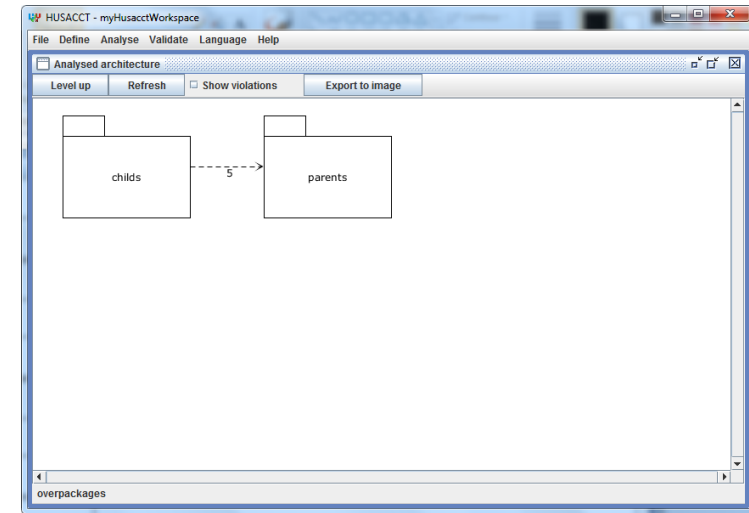 HUSACCT - myHusacctWorkspace
File Define Analyse Validate Language Help
Analysed architecture
Level up Refresh Show violations Export to image
childs 5 parents
overpackages